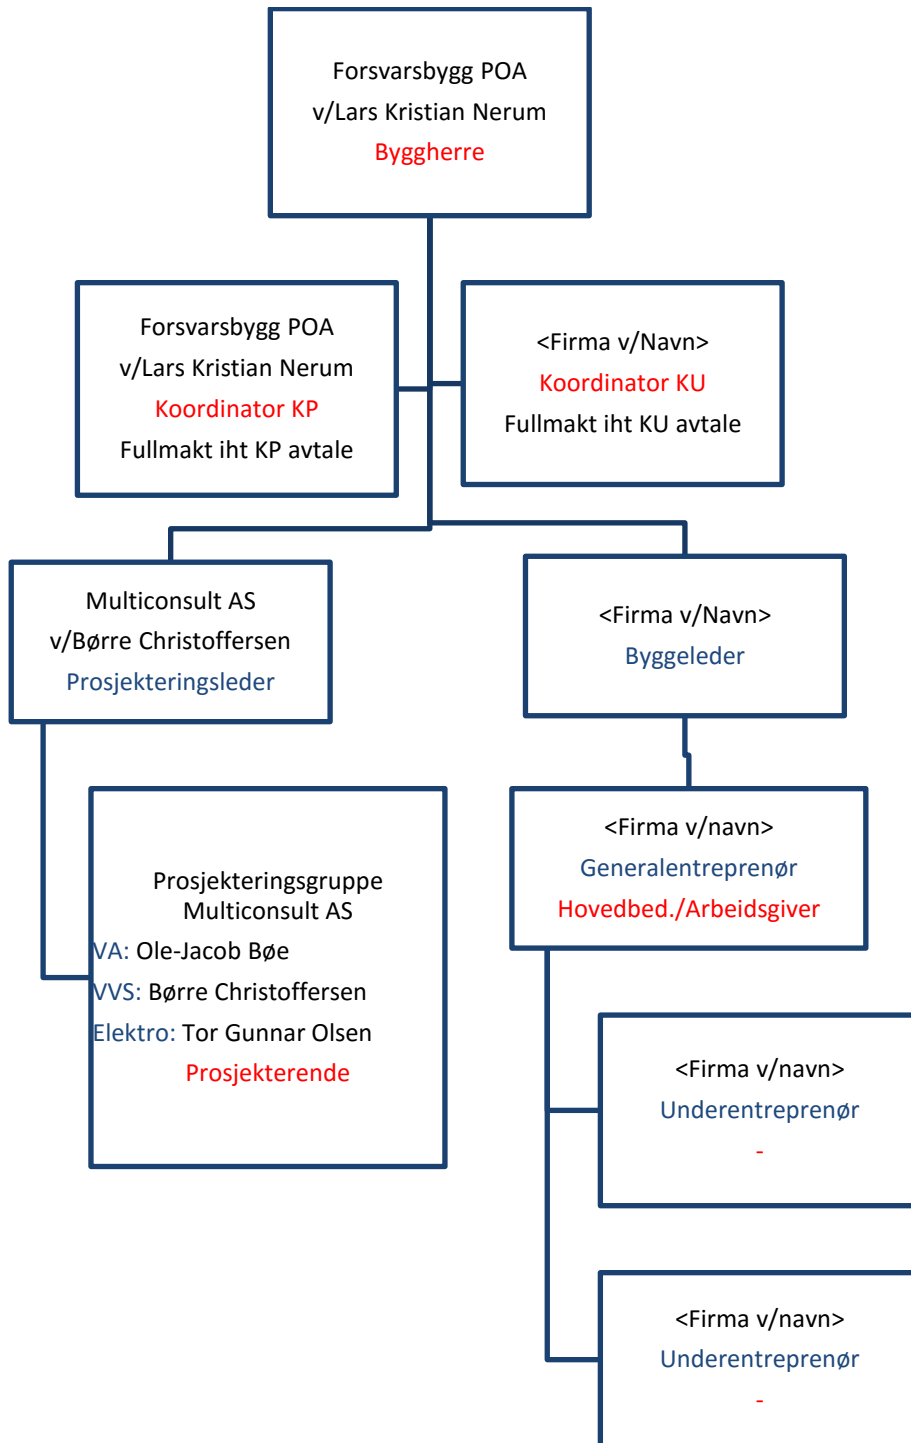 Forsvarsbygg POA
v/Lars Kristian Nerum
Byggherre
Forsvarsbygg POA
v/Lars Kristian Nerum
Koordinator KP
Fullmakt iht KP avtale
<Firma v/Navn>
Koordinator KU
Fullmakt iht KU avtale
Multiconsult AS
v/Børre Christoffersen
Prosjekteringsleder
<Firma v/Navn>
Byggeleder
Prosjekteringsgruppe
Multiconsult AS
VA: Ole-Jacob Bøe
VVS: Børre Christoffersen
Elektro: Tor Gunnar Olsen
Prosjekterende
<Firma v/navn>
Generalentreprenør
Hovedbed./Arbeidsgiver
<Firma v/navn>
Underentreprenør
-
<Firma v/navn>
Underentreprenør
-